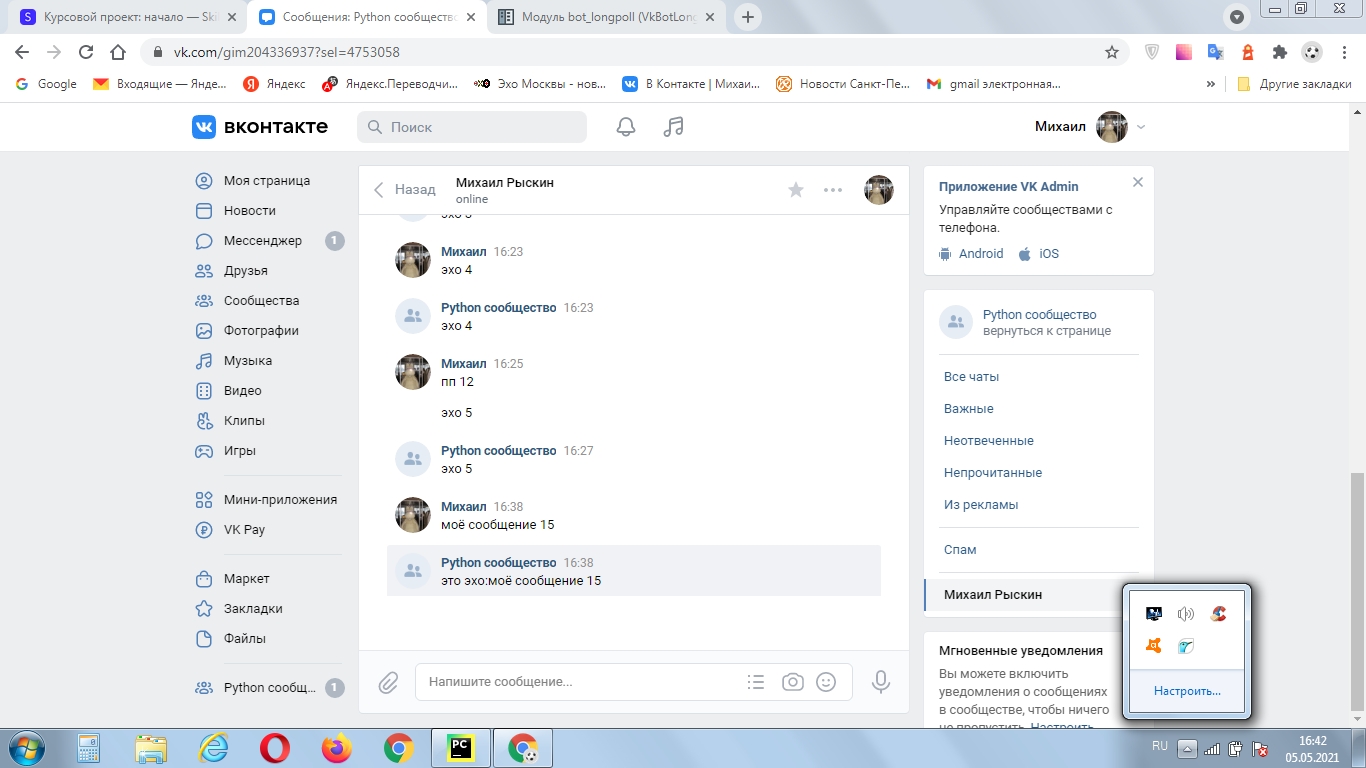 Курсовой проект: начало — Ski
Сообщения: Python сообщество
Модуль bot_longpoll (VkBotLong
vk.com/gim204336937?sel=4753058
Google
Входящие — Янде...
Яндекс
Яндекс.Переводчи...
Эхо Москвы - нов...
В Контакте | Михаи...
Новости Санкт-Пе...
gmail электронная...
»
Другие закладки
вконтакте
Поиск
Михаил
Моя страница
Новости
Мессенджер 1
Друзья
Сообщества
Фотографии
Музыка
Видео
Клипы
Игры
Мини-приложения
VK Pay
Маркет
Закладки
Файлы
Python сообщ... 1
Назад
Михаил Рыскин
online
Михаил 16:23
эхо 4
Python сообщество 16:23
эхо 4
Михаил 16:25
пп 12
эхо 5
Python сообщество 16:27
эхо 5
Михаил 16:38
моё сообщение 15
Python сообщество 16:38
это эхо:моё сообщение 15
Напишите сообщение...
Приложение VK Admin
Управляйте сообществами с
телефона.
Android
iOS
Python сообщество
вернуться к странице
Все чаты
Важные
Неотвеченные
Непрочитанные
Из рекламы
Спам
Михаил Рыскин
Мгновенные уведомления
Вы можете включить
уведомления о сообщениях
в сообществе, чтобы ничего
не пропустить. Настроить
Настроить...
PC
RU
16:42
05.05.2021